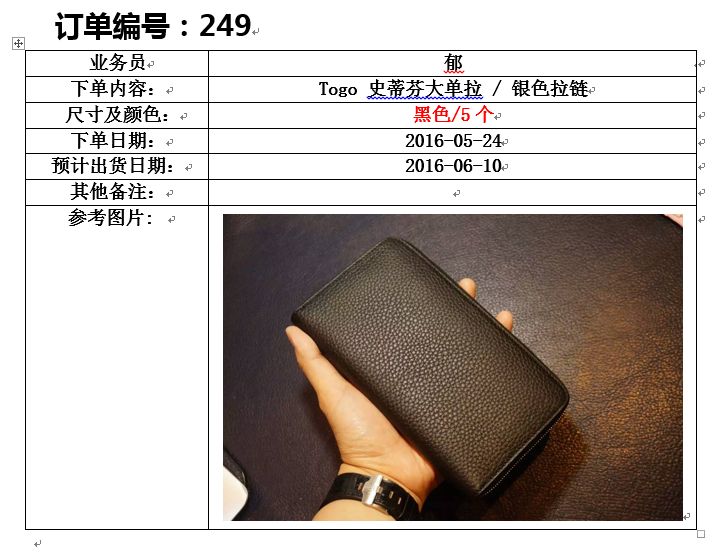 订单编号：249
业务员 郁
下单内容： Togo 史蒂芬大单拉 / 银色拉链
尺寸及颜色： 黑色/5 个
下单日期： 2016-05-24
预计出货日期： 2016-06-10
其他备注：
参考图片: